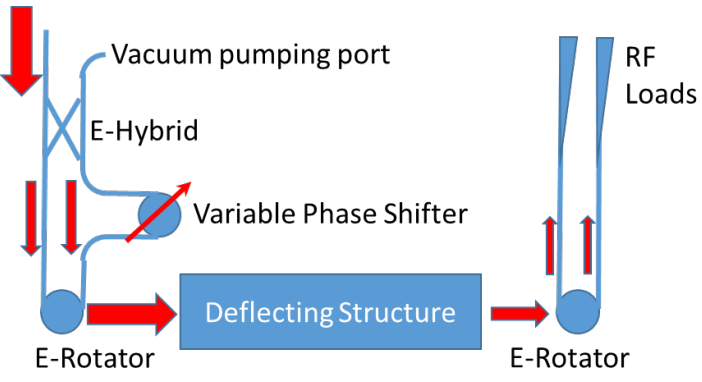 Vacuum pumping port
RF
Loads
E-Hybrid
Variable Phase Shifter
Deflecting Structure
E-Rotator
E-Rotator